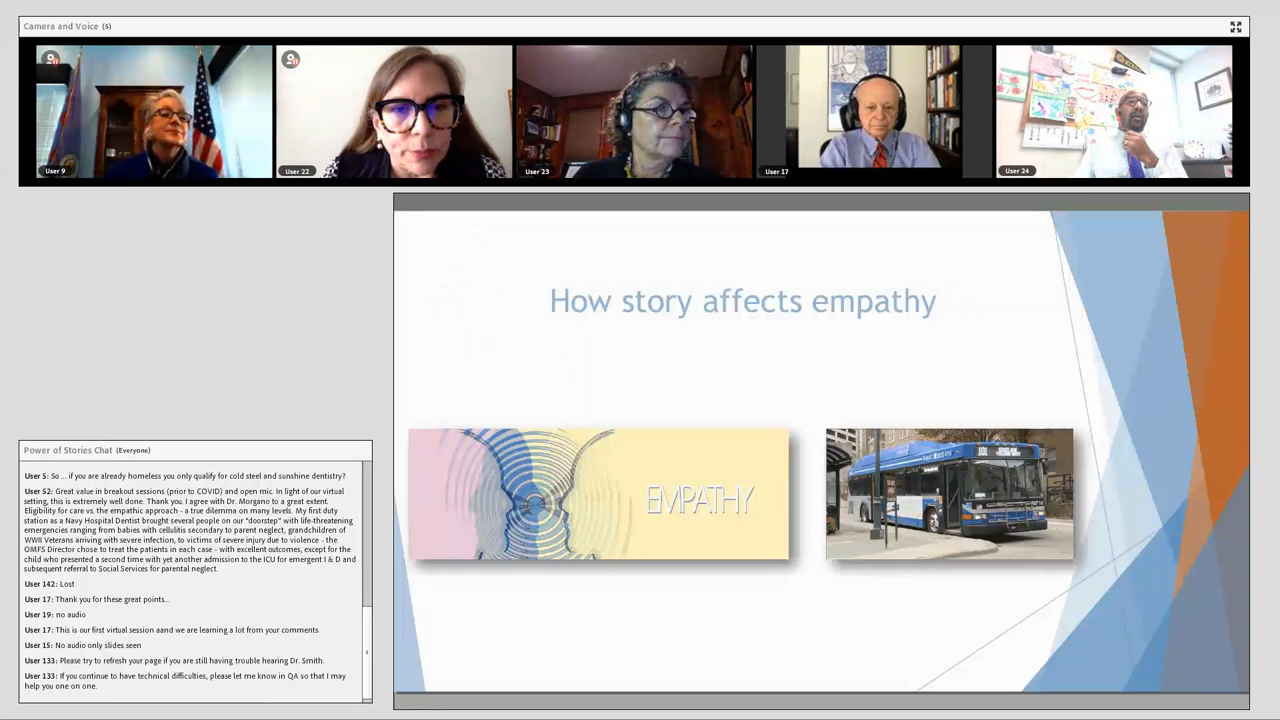 Camera and Voice (5)
User 9
User 22
User 23
User 17
User 24
How story affects empathy
EMPATHY
Power of Stories Chat (Everyone)
User 5: So ... if you are already homeless you only qualify for cold steel and sunshine dentistry?
User 52: Great value in breakout sessions (prior to COVID) and open mic. In light of our virtual
setting, this is extremely well done. Thank you. I agree with Dr. Morgano to a great extent.
Eligibility for care vs. the empathic approach - a true dilemma on many levels. My first duty
station as a Navy Hospital Dentist brought several people on our "doorstep" with life-threatening
emergencies ranging from babies with cellulitis secondary to parent neglect, grandchildren of
WWII Veterans arriving with severe infection, to victims of severe injury due to violence - the
OMFS Director chose to treat the patients in each case - with excellent outcomes, except for the
child who presented a second time with yet another admission to the ICU for emergent I & D and
subsequent referral to Social Services for parental neglect.
User 142: Lost
User 17: Thank you for these great points...
User 19: no audio
User 17: This is our first virtual session aand we are learning a lot from your comments
User 15: No audio only slides seen
User 133: Please try to refresh your page if you are still having trouble hearing Dr. Smith.
User 133: If you continue to have technical difficulties, please let me know in QA so that I may
help you one on one.